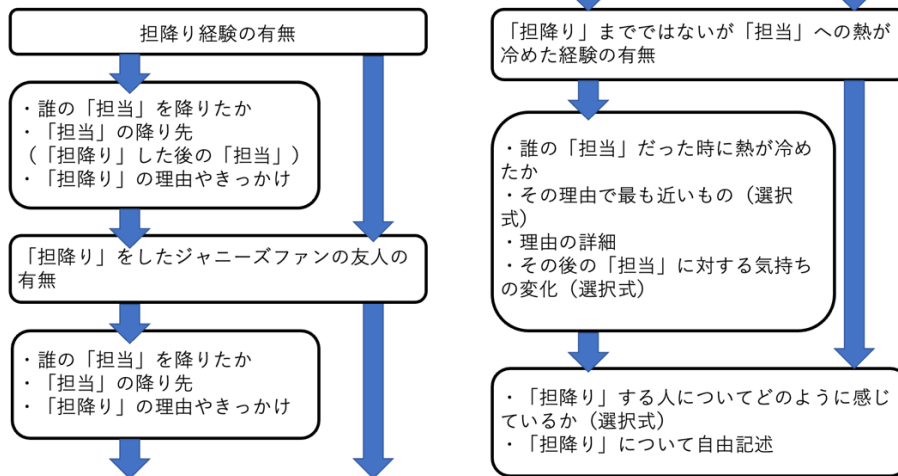 担降り経験の有無
・誰の「担当」を降りたか
・「担当」の降り先
（「担降り」した後の「担当」）
・「担降り」の理由やきっかけ
「担降り」をしたジャニーズファンの友人の
有無
・誰の「担当」を降りたか
・「担当」の降り先
・「担降り」の理由やきっかけ
「担降り」までではないが「担当」への熱が
冷めた経験の有無
・誰の「担当」だった時に熱が冷め
たか
・その理由で最も近いもの（選択
式）
・理由の詳細
・その後の「担当」に対する気持ち
の変化（選択式）
・「担降り」する人についてどのように感じ
ているか（選択式）
・「担降り」について自由記述